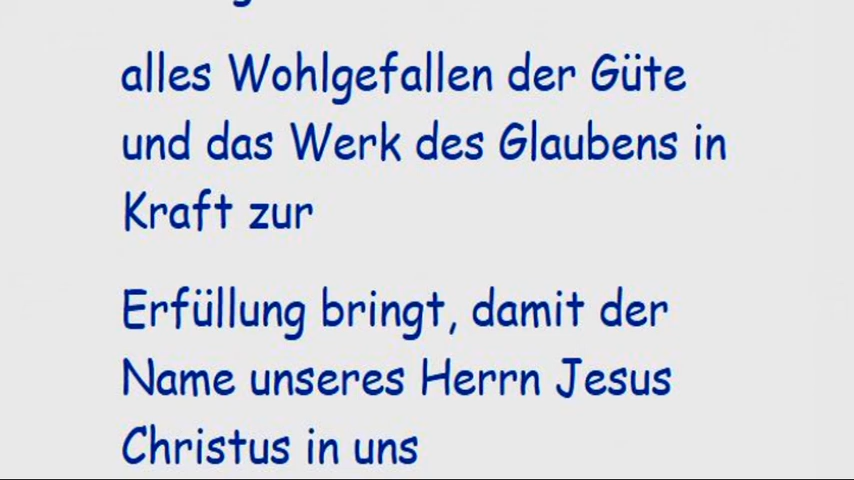 alles Wohlgefallen der Güte
und das Werk des Glaubens in
Kraft zur
Erfüllung bringt, damit der
Name unseres Herrn Jesus
Christus in uns